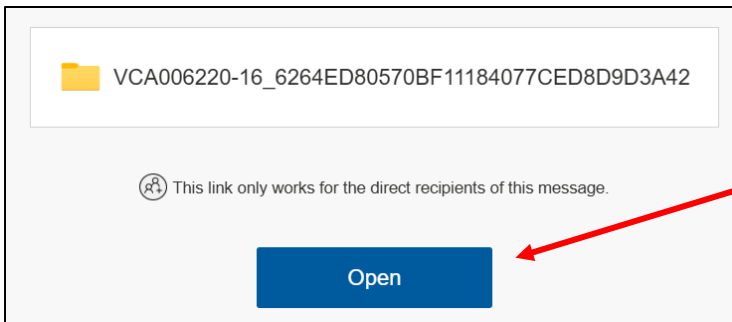 VCA006220-16_6264ED80570BF11184077CED8D9D3A42
This link only works for the direct recipients of this message.
Open